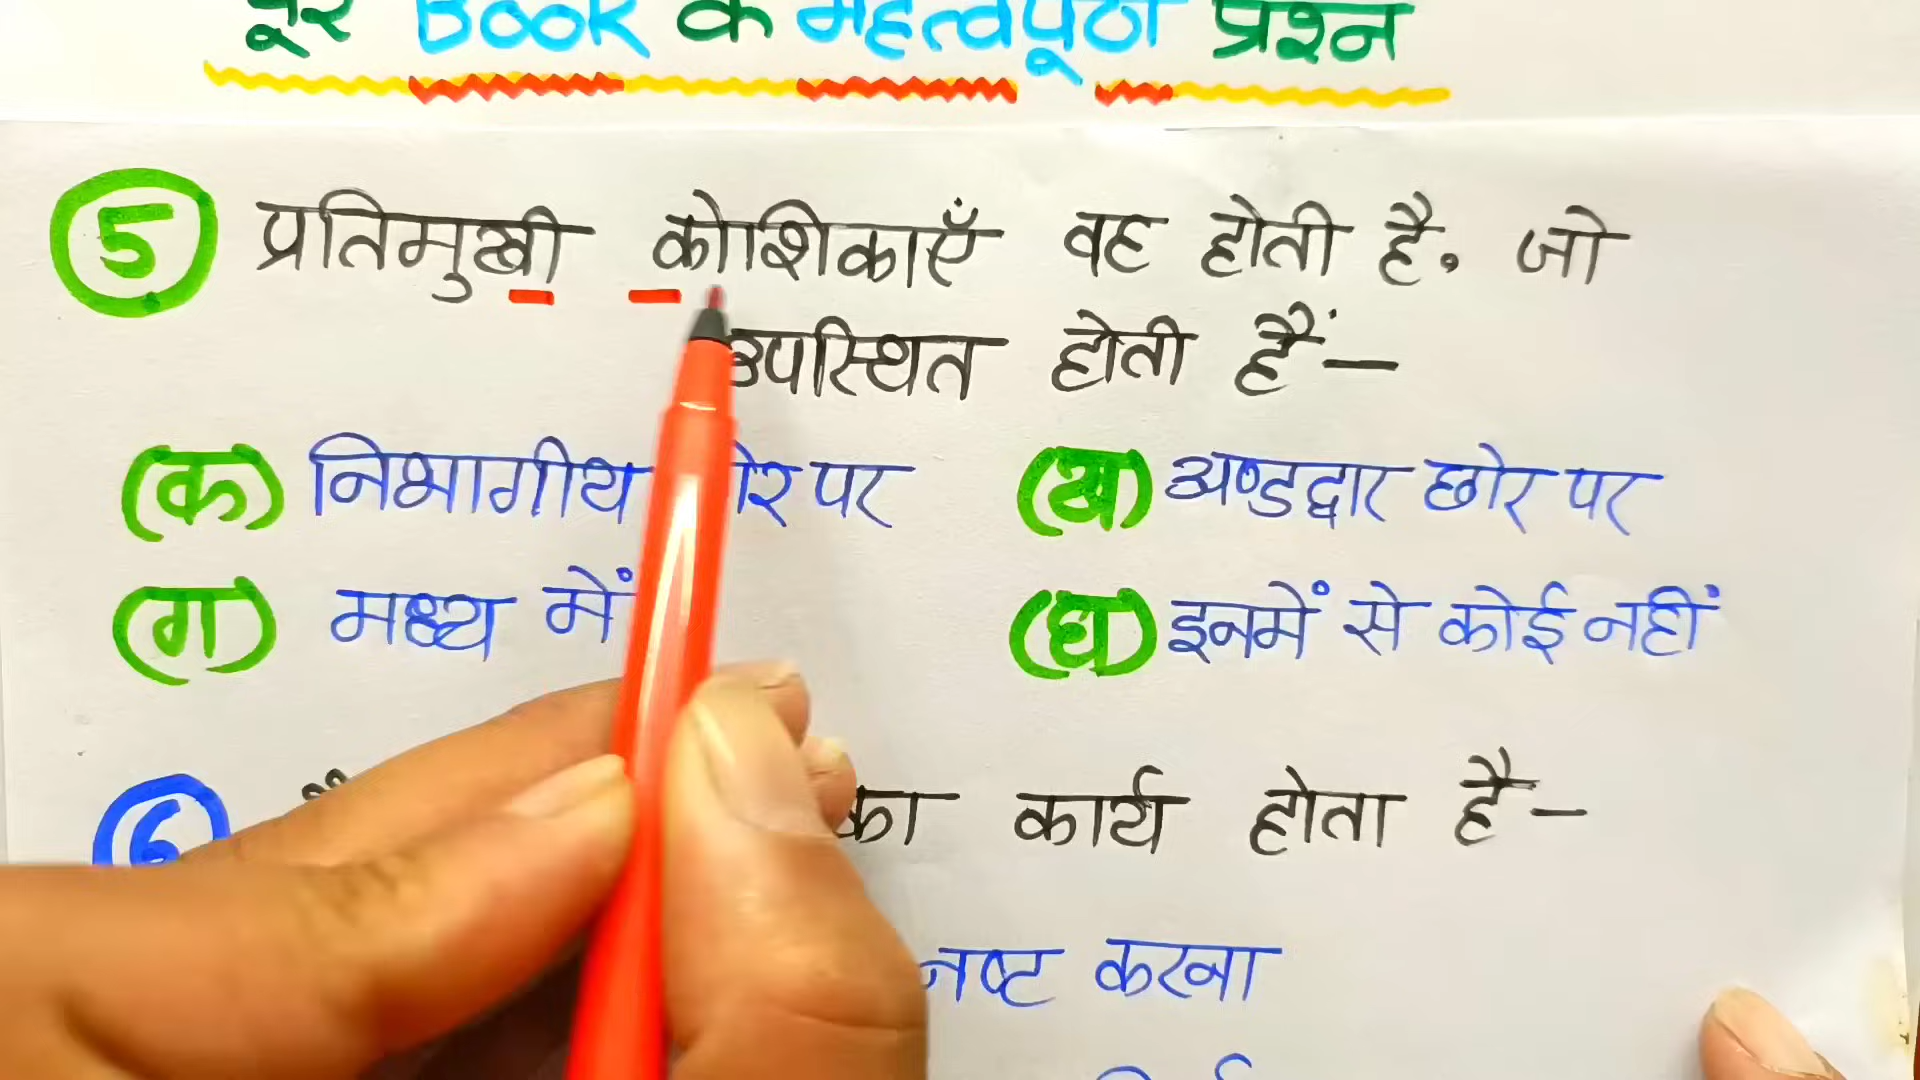 Book के महत्वपूर्ण प्रश्न
5 प्रतिमुखी कोशिकाएँ वह होती है. जो
उपस्थित होती हैं—
(क) निभागीय पर (ख) अण्डद्वार छोर पर
(ग) मध्य में (घ) इनमें से कोई नहीं
6 का कार्य होता है—
नष्ट करना